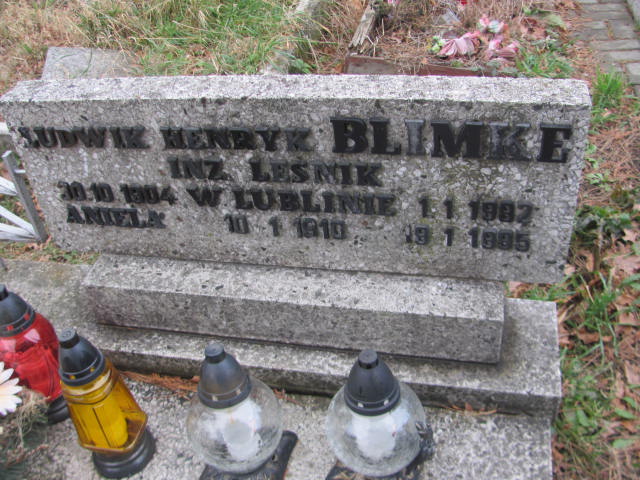 LUDWIK HENRYK BLIMKE
INŻ. LEŚNIK
30.10 1904 W LUBLINIE 1.1 1982
ANIELA 10 1 1910 19 1 1995